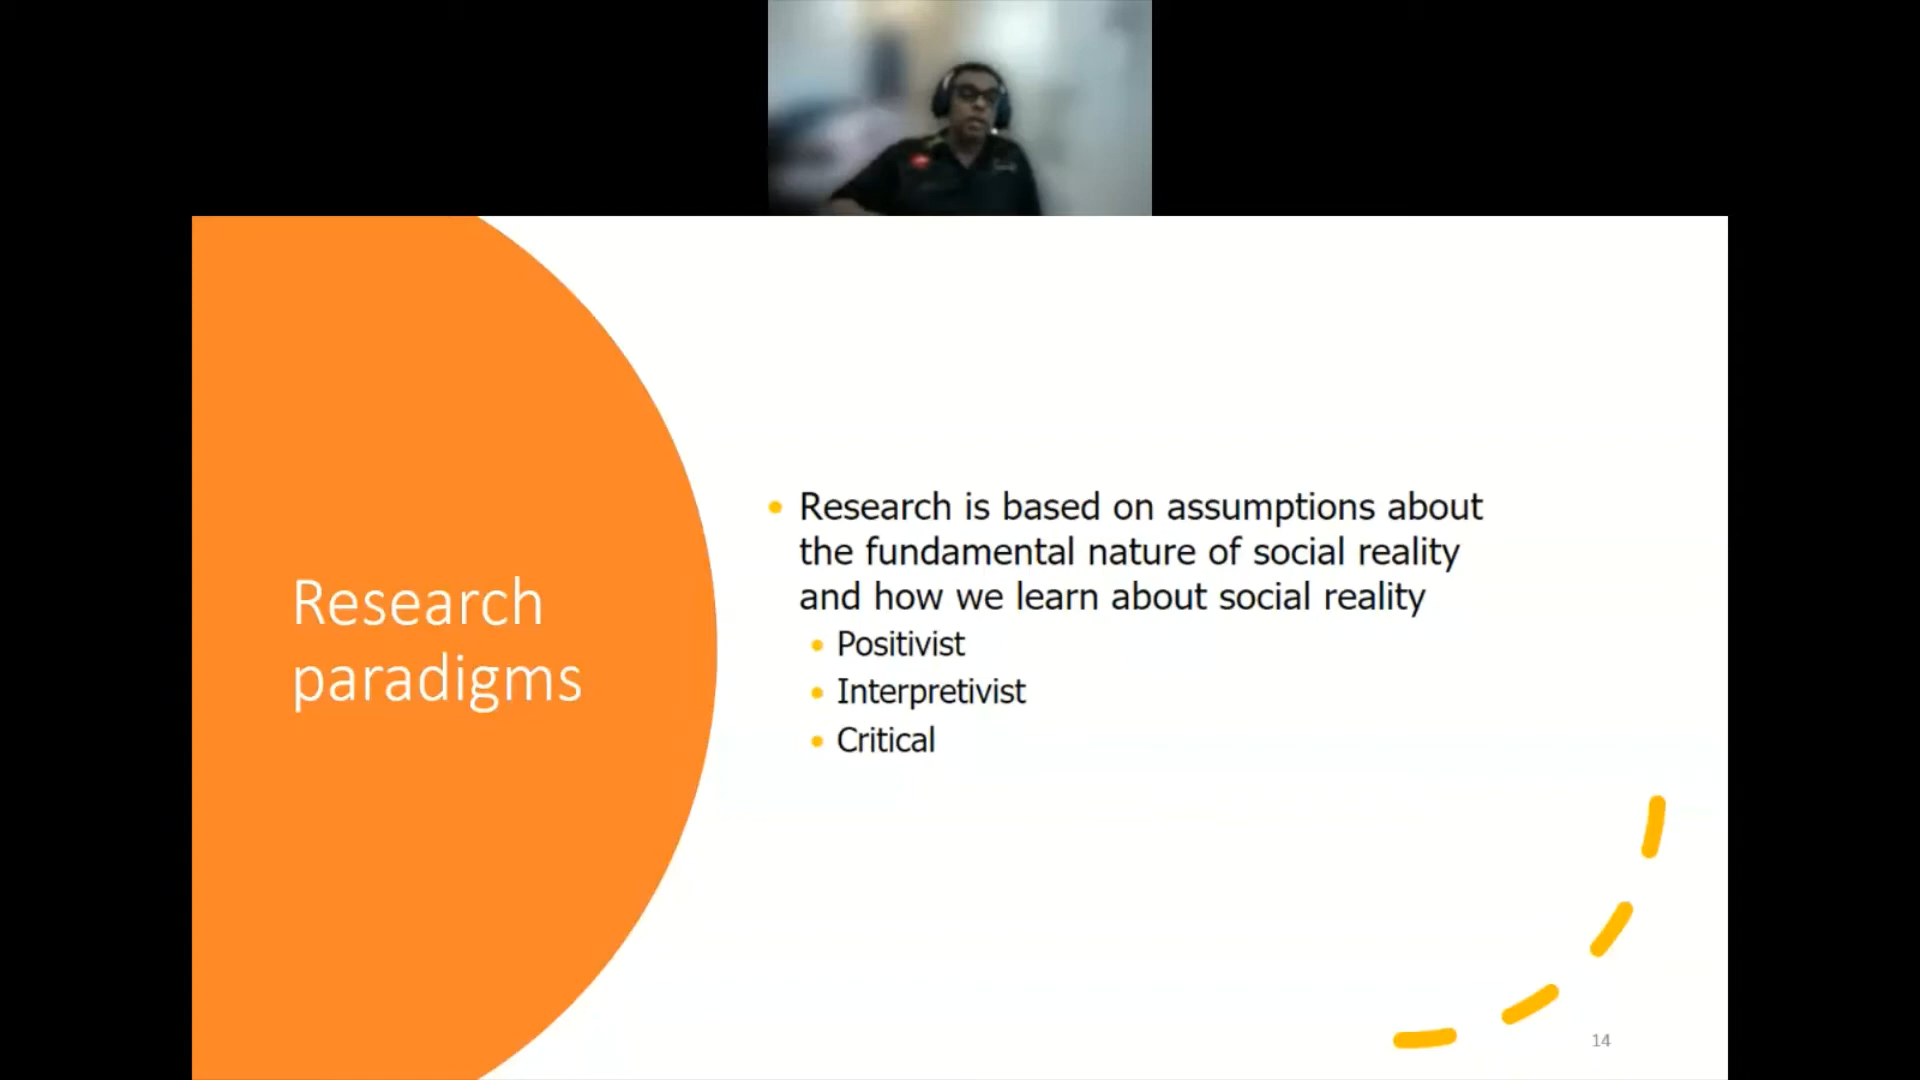 Research
paradigms
Research is based on assumptions about
the fundamental nature of social reality
and how we learn about social reality
Positivist
Interpretivist
Critical
14